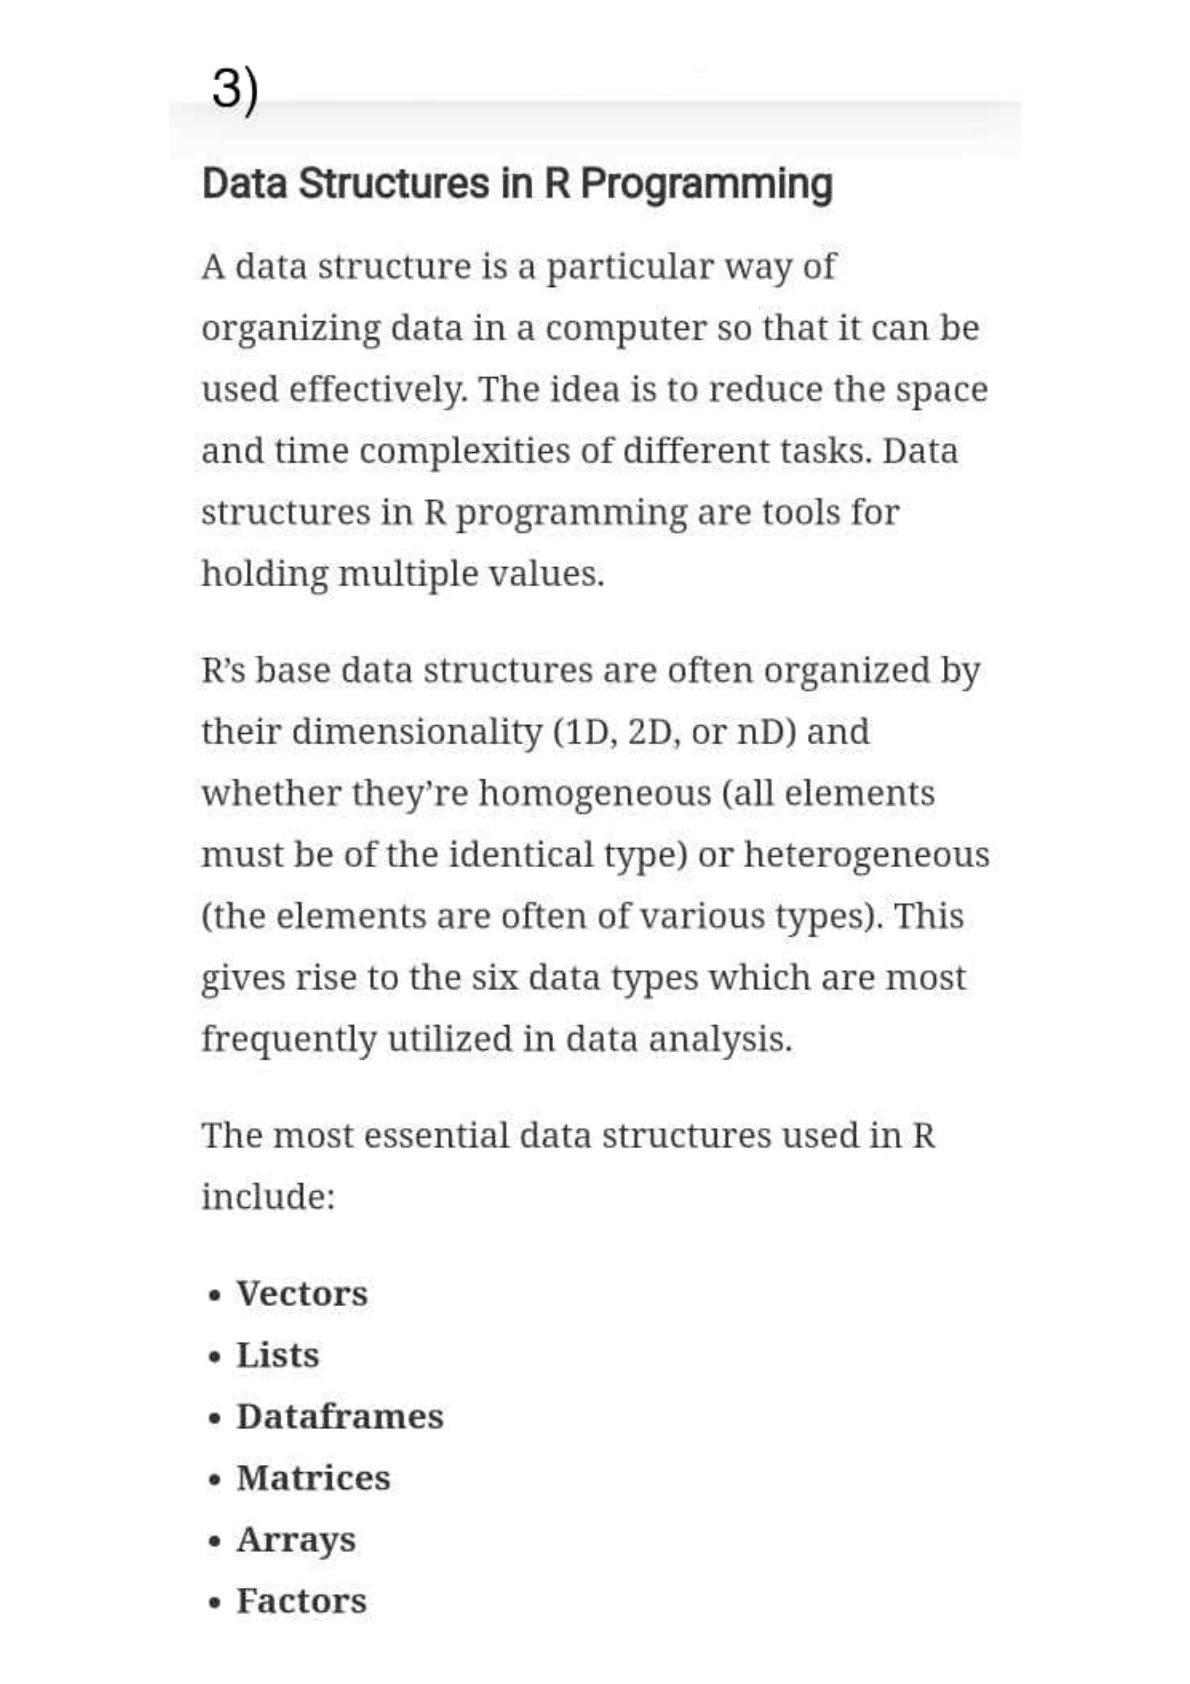 3)
Data Structures in R Programming
A data structure is a particular way of
organizing data in a computer so that it can be
used effectively. The idea is to reduce the space
and time complexities of different tasks. Data
structures in R programming are tools for
holding multiple values.
R’s base data structures are often organized by
their dimensionality (1D, 2D, or nD) and
whether they’re homogeneous (all elements
must be of the identical type) or heterogeneous
(the elements are often of various types). This
gives rise to the six data types which are most
frequently utilized in data analysis.
The most essential data structures used in R
include:
• Vectors
• Lists
• Dataframes
• Matrices
• Arrays
• Factors